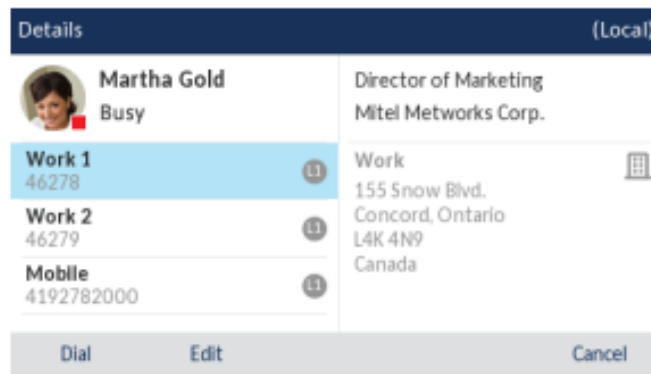 Details (Local)
Martha Gold
Busy
Director of Marketing
Mitel Metworks Corp.
Work 1
46278
L1
Work 2
46279
L1
Mobile
4192782000
L1
Work
155 Snow Blvd.
Concord, Ontario
L4K 4N9
Canada
Dial Edit Cancel